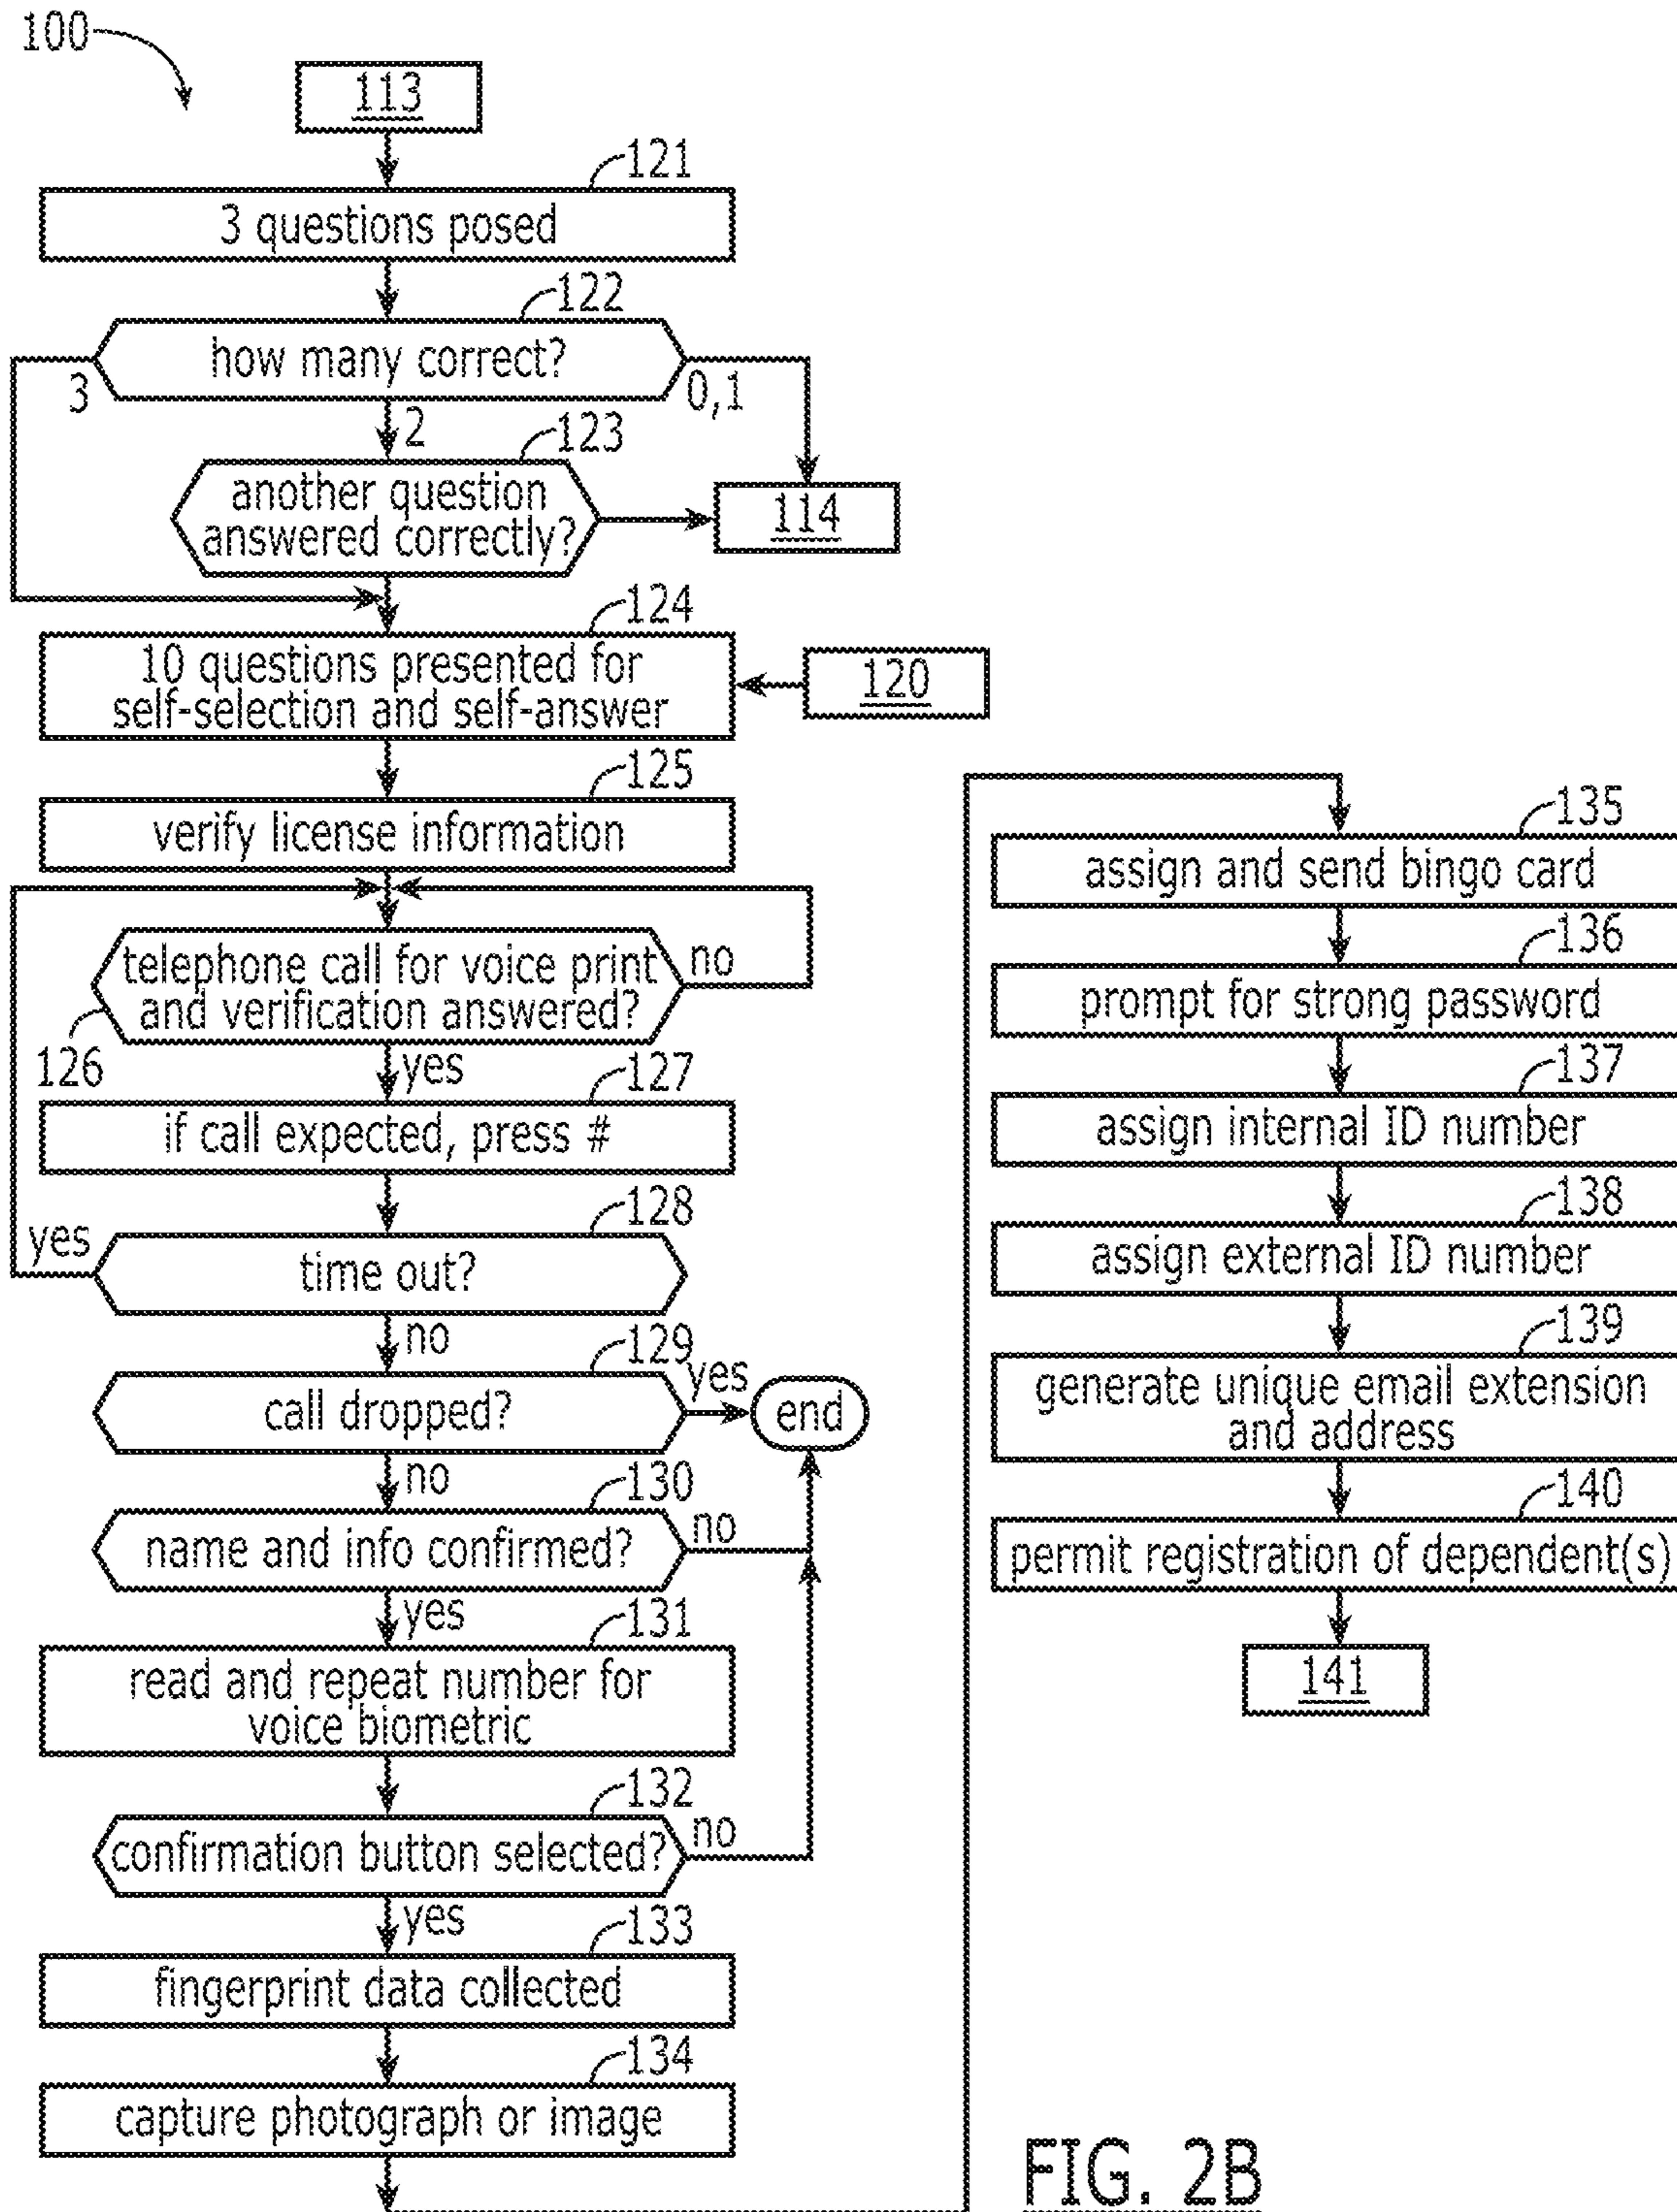 100
113
121
3 questions posed
122
how many correct?
3
0,1
2
123
another question
answered correctly?
114
124
10 questions presented for
self-selection and self-answer
120
125
verify license information
telephone call for voice print
and verification answered?
no
126
yes
127
if call expected, press #
128
yes
time out?
no
129
yes
call dropped?
end
no
130
name and info confirmed?
no
yes
131
read and repeat number for
voice biometric
132
confirmation button selected?
no
yes
133
fingerprint data collected
134
capture photograph or image
135
assign and send bingo card
136
prompt for strong password
137
assign internal ID number
138
assign external ID number
139
generate unique email extension
and address
140
permit registration of dependent(s)
141
FIG. 2B